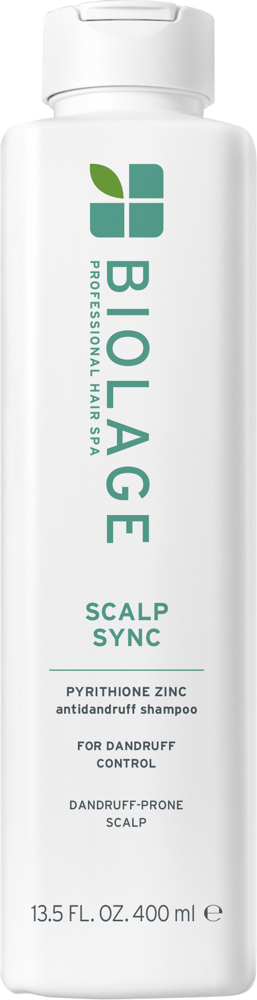 BIOLAGE
PROFESSIONAL HAIR SPA
SCALP
SYNC
PYRITHIONE ZINC
antidandruff shampoo
FOR DANDRUFF
CONTROL
DANDRUFF-PRONE
SCALP
13.5 FL. OZ. 400 ml ℮